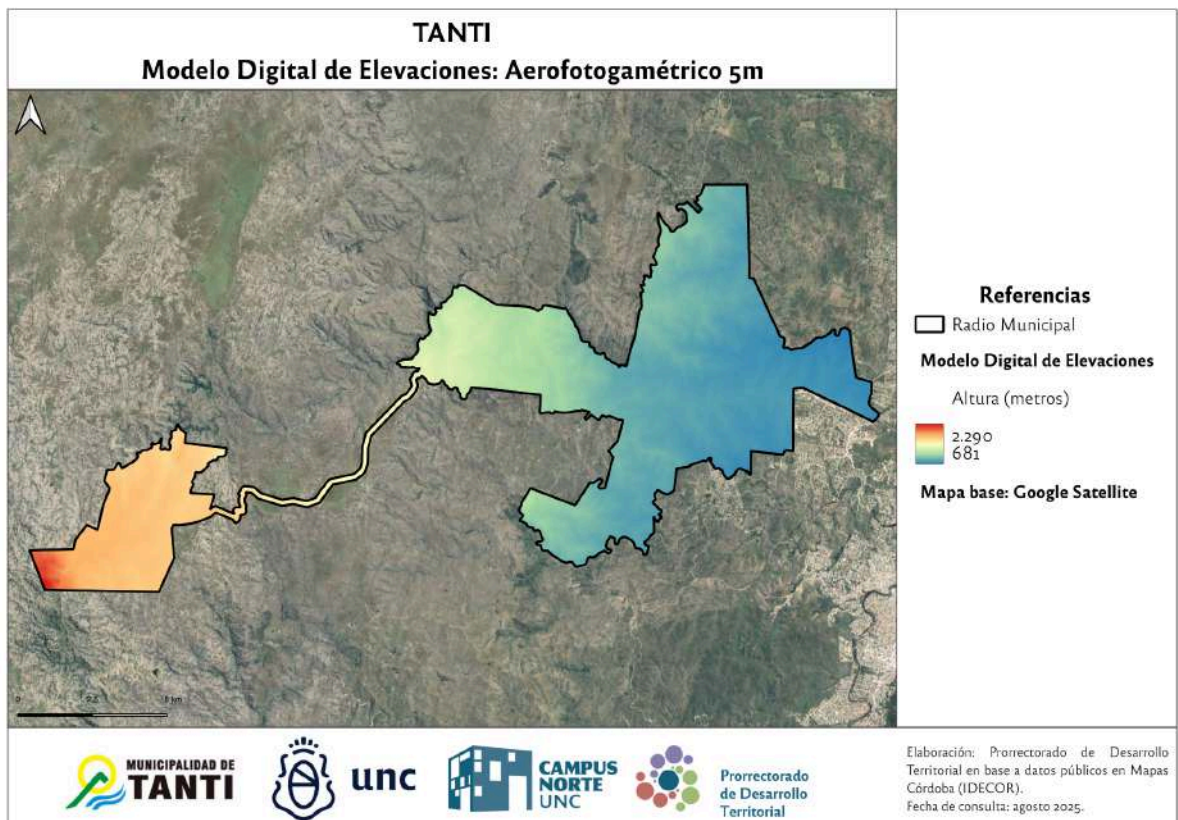 TANTI
Modelo Digital de Elevaciones: Aerofotogamétrico 5m
Referencias
Radio Municipal
Modelo Digital de Elevaciones
Altura (metros)
2.290
681
Mapa base: Google Satellite
0
km
MUNICIPALIDAD DE
TANTI
unc
CAMPUS
NORTE
UNC
Prorrectorado
de Desarrollo
Territorial
Elaboración: Prorrectorado de Desarrollo
Territorial en base a datos públicos en Mapas
Córdoba (IDECOR).
Fecha de consulta: agosto 2025.